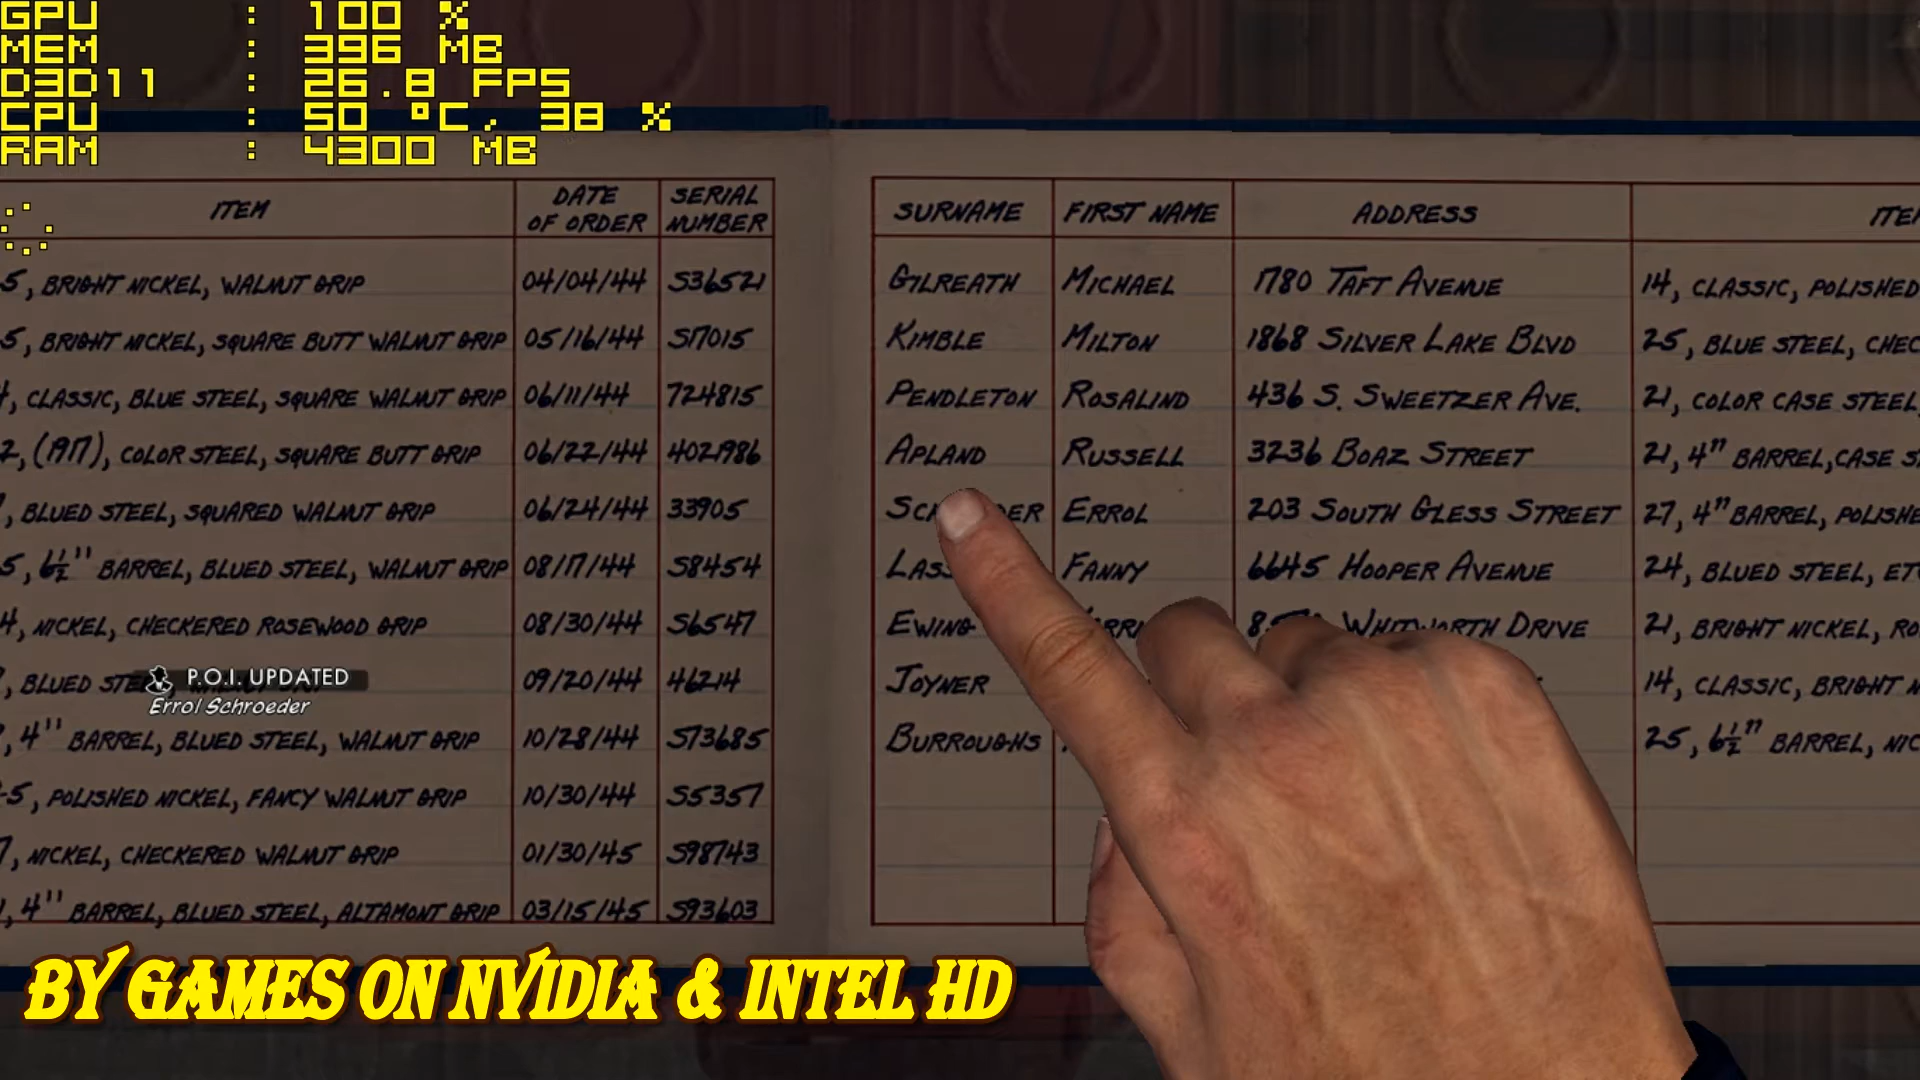 GPU : 100 %
MEM : 396 MB
D3D11 : 26.8 FPS
CPU : 50 °C, 38 %
RAM : 4300 MB
ITEM DATE OF ORDER SERIAL NUMBER
5, BRIGHT NICKEL, WALNUT GRIP 04/04/44 S36521
5, BRIGHT NICKEL, SQUARE BUTT WALNUT GRIP 05/16/44 S17015
4, CLASSIC, BLUE STEEL, SQUARE WALNUT GRIP 06/11/44 724815
2, (1917), COLOR STEEL, SQUARE BUTT GRIP 06/22/44 4021986
, BLUED STEEL, SQUARED WALNUT GRIP 06/24/44 33905
5, 6½" BARREL, BLUED STEEL, WALNUT GRIP 08/17/44 S8454
4, NICKEL, CHECKERED ROSEWOOD GRIP 08/30/44 S6547
, BLUED 09/20/44 46214
P.O.I. UPDATED
Errol Schroeder
, 4" BARREL, BLUED STEEL, WALNUT GRIP 10/28/44 S73685
-5, POLISHED NICKEL, FANCY WALNUT GRIP 10/30/44 S5357
7, NICKEL, CHECKERED WALNUT GRIP 01/30/45 S98743
, 4" BARREL, BLUED STEEL, ALTAMONT GRIP 03/15/45 S93603
SURNAME FIRST NAME ADDRESS ITE
GILREATH MICHAEL 1780 TAFT AVENUE 14, CLASSIC, POLISHED
KIMBLE MILTON 1868 SILVER LAKE BLVD 25, BLUE STEEL, CHEC
PENDLETON ROSALIND 436 S. SWEETZER AVE. 21, COLOR CASE STEEL,
APLAND RUSSELL 3236 BOAZ STREET 21, 4" BARREL, CASE S
ERROL 203 SOUTH GLESS STREET 27, 4" BARREL, POLISHE
LASS FANNY 6645 HOOPER AVENUE 24, BLUED STEEL, ET
EWING WHITWORTH DRIVE 21, BRIGHT NICKEL, RO
JOYNER 14, CLASSIC, BRIGHT N
BURROUGHS 25, 6½" BARREL, NIC
BY GAMES ON NVIDIA & INTEL HD